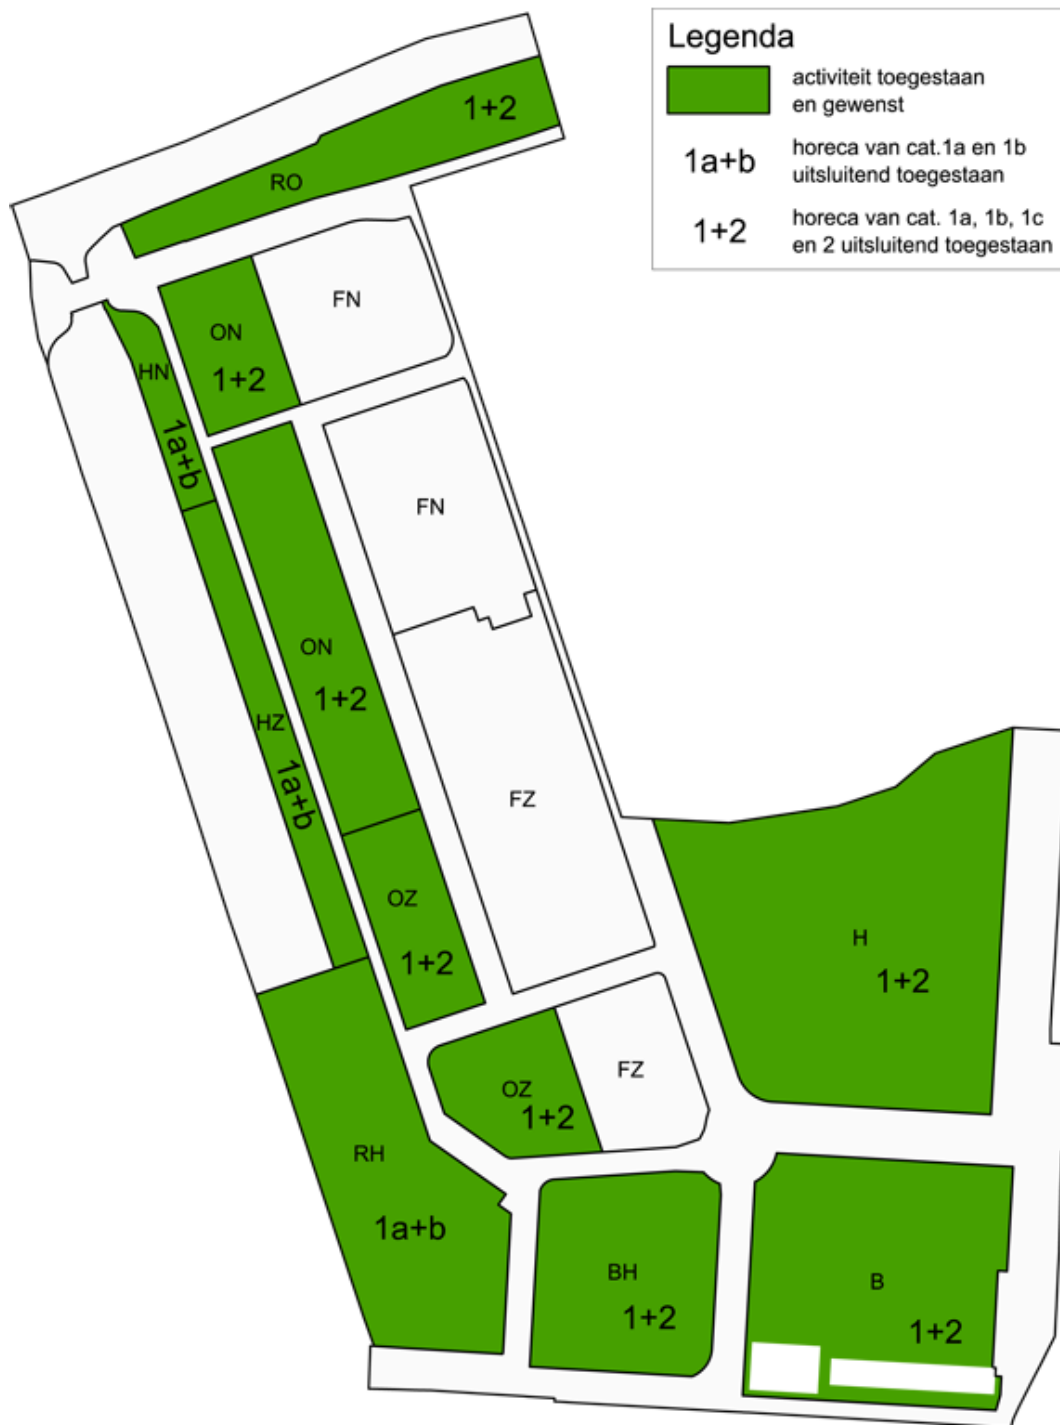 Legenda
activiteit toegestaan
en gewenst
1a+b
horeca van cat.1a en 1b
uitsluitend toegestaan
1+2
horeca van cat. 1a, 1b, 1c
en 2 uitsluitend toegestaan
1+2
RO
FN
ON
1+2
HN
1a+b
FN
ON
1+2
HZ
1a+b
FZ
OZ
1+2
H
1+2
FZ
OZ
1+2
RH
1a+b
BH
1+2
B
1+2